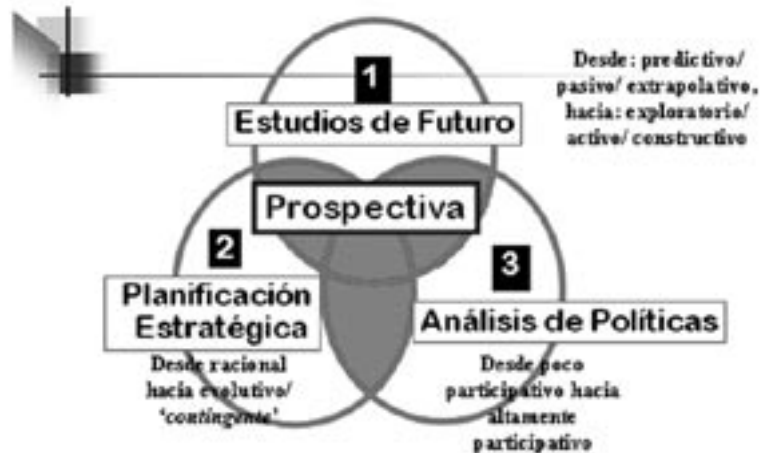 1
Estudios de Futuro
Desde: predictivo/
pasivo/ extrapolativo,
hacia: exploratorio/
activo/ constructivo
Prospectiva
2
Planificación
Estratégica
Desde racional
hacia evolutivo/
‘contingente’
3
Análisis de Políticas
Desde poco
participativo hacia
altamente
participativo